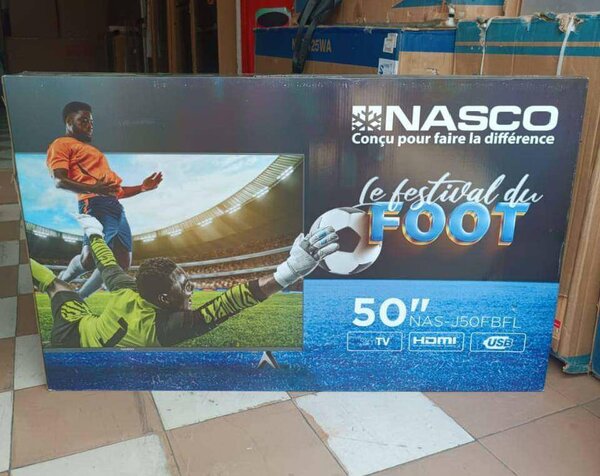 NASCO
Conçu pour faire la différence
Le festival du
FOOT
50"
NAS-J50FBFL
TV
HDMI
USB